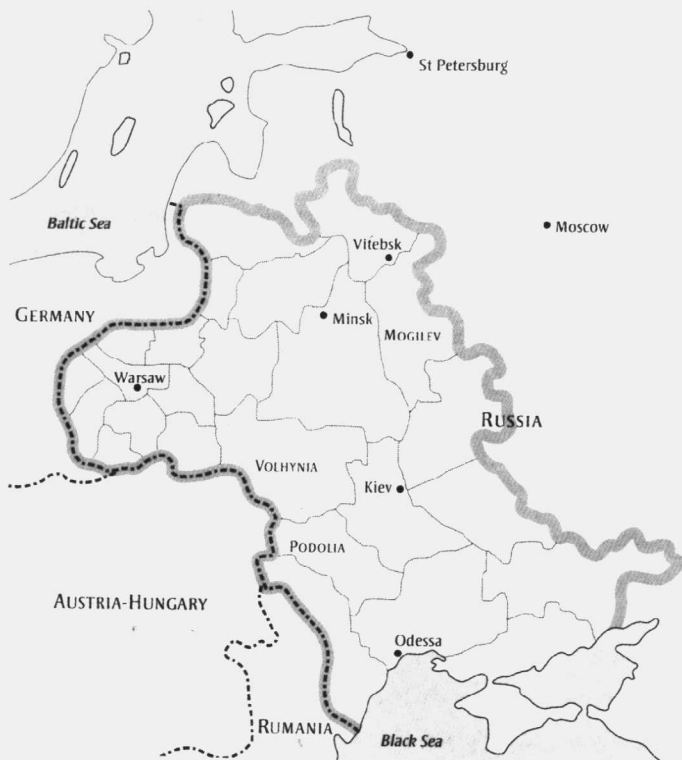 St Petersburg
Baltic Sea
Moscow
Vitebsk
GERMANY
Minsk
MOGILEV
Warsaw
RUSSIA
VOLHYNIA
Kiev
PODOLIA
AUSTRIA-HUNGARY
Odessa
RUMANIA
Black Sea